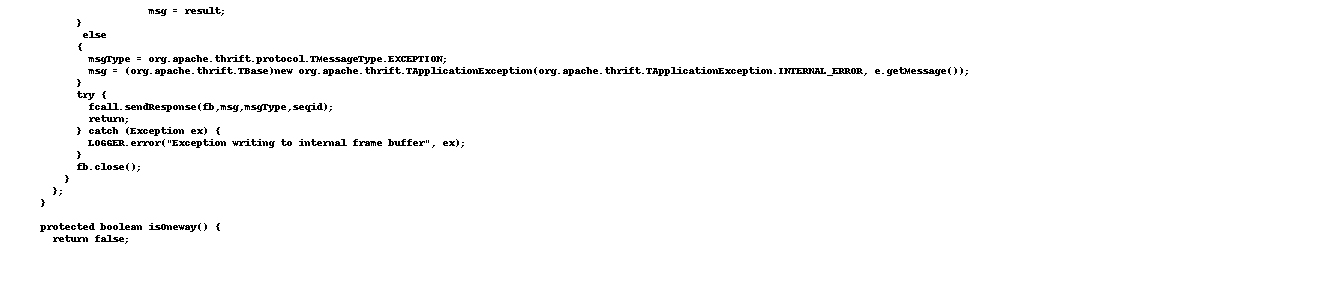 msg = result;
}
else
{
msgType = org.apache.thrift.protocol.TMessageType.EXCEPTION;
msg = (org.apache.thrift.TBase)new org.apache.thrift.TApplicationException(org.apache.thrift.TApplicationException.INTERNAL_ERROR, e.getMessage());
}
try {
fcall.sendResponse(fb,msg,msgType,seqid);
return;
} catch (Exception ex) {
LOGGER.error("Exception writing to internal frame buffer", ex);
}
fb.close();
}
};
}
protected boolean isOneway() {
return false;